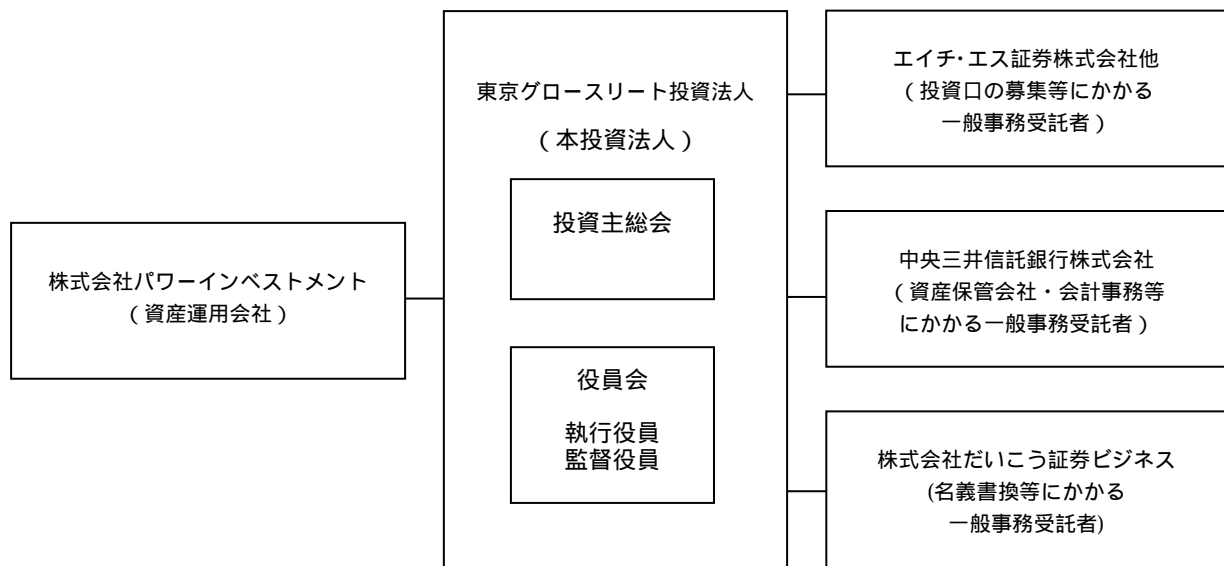 株式会社パワーインベストメント
（資産運用会社）
東京グロースリート投資法人
（本投資法人）
投資主総会
役員会
執行役員
監督役員
エイチ・エス証券株式会社他
（投資口の募集等にかかる
一般事務受託者）
中央三井信託銀行株式会社
（資産保管会社・会計事務等
にかかる一般事務受託者）
株式会社だいこう証券ビジネス
(名義書換等にかかる
一般事務受託者)